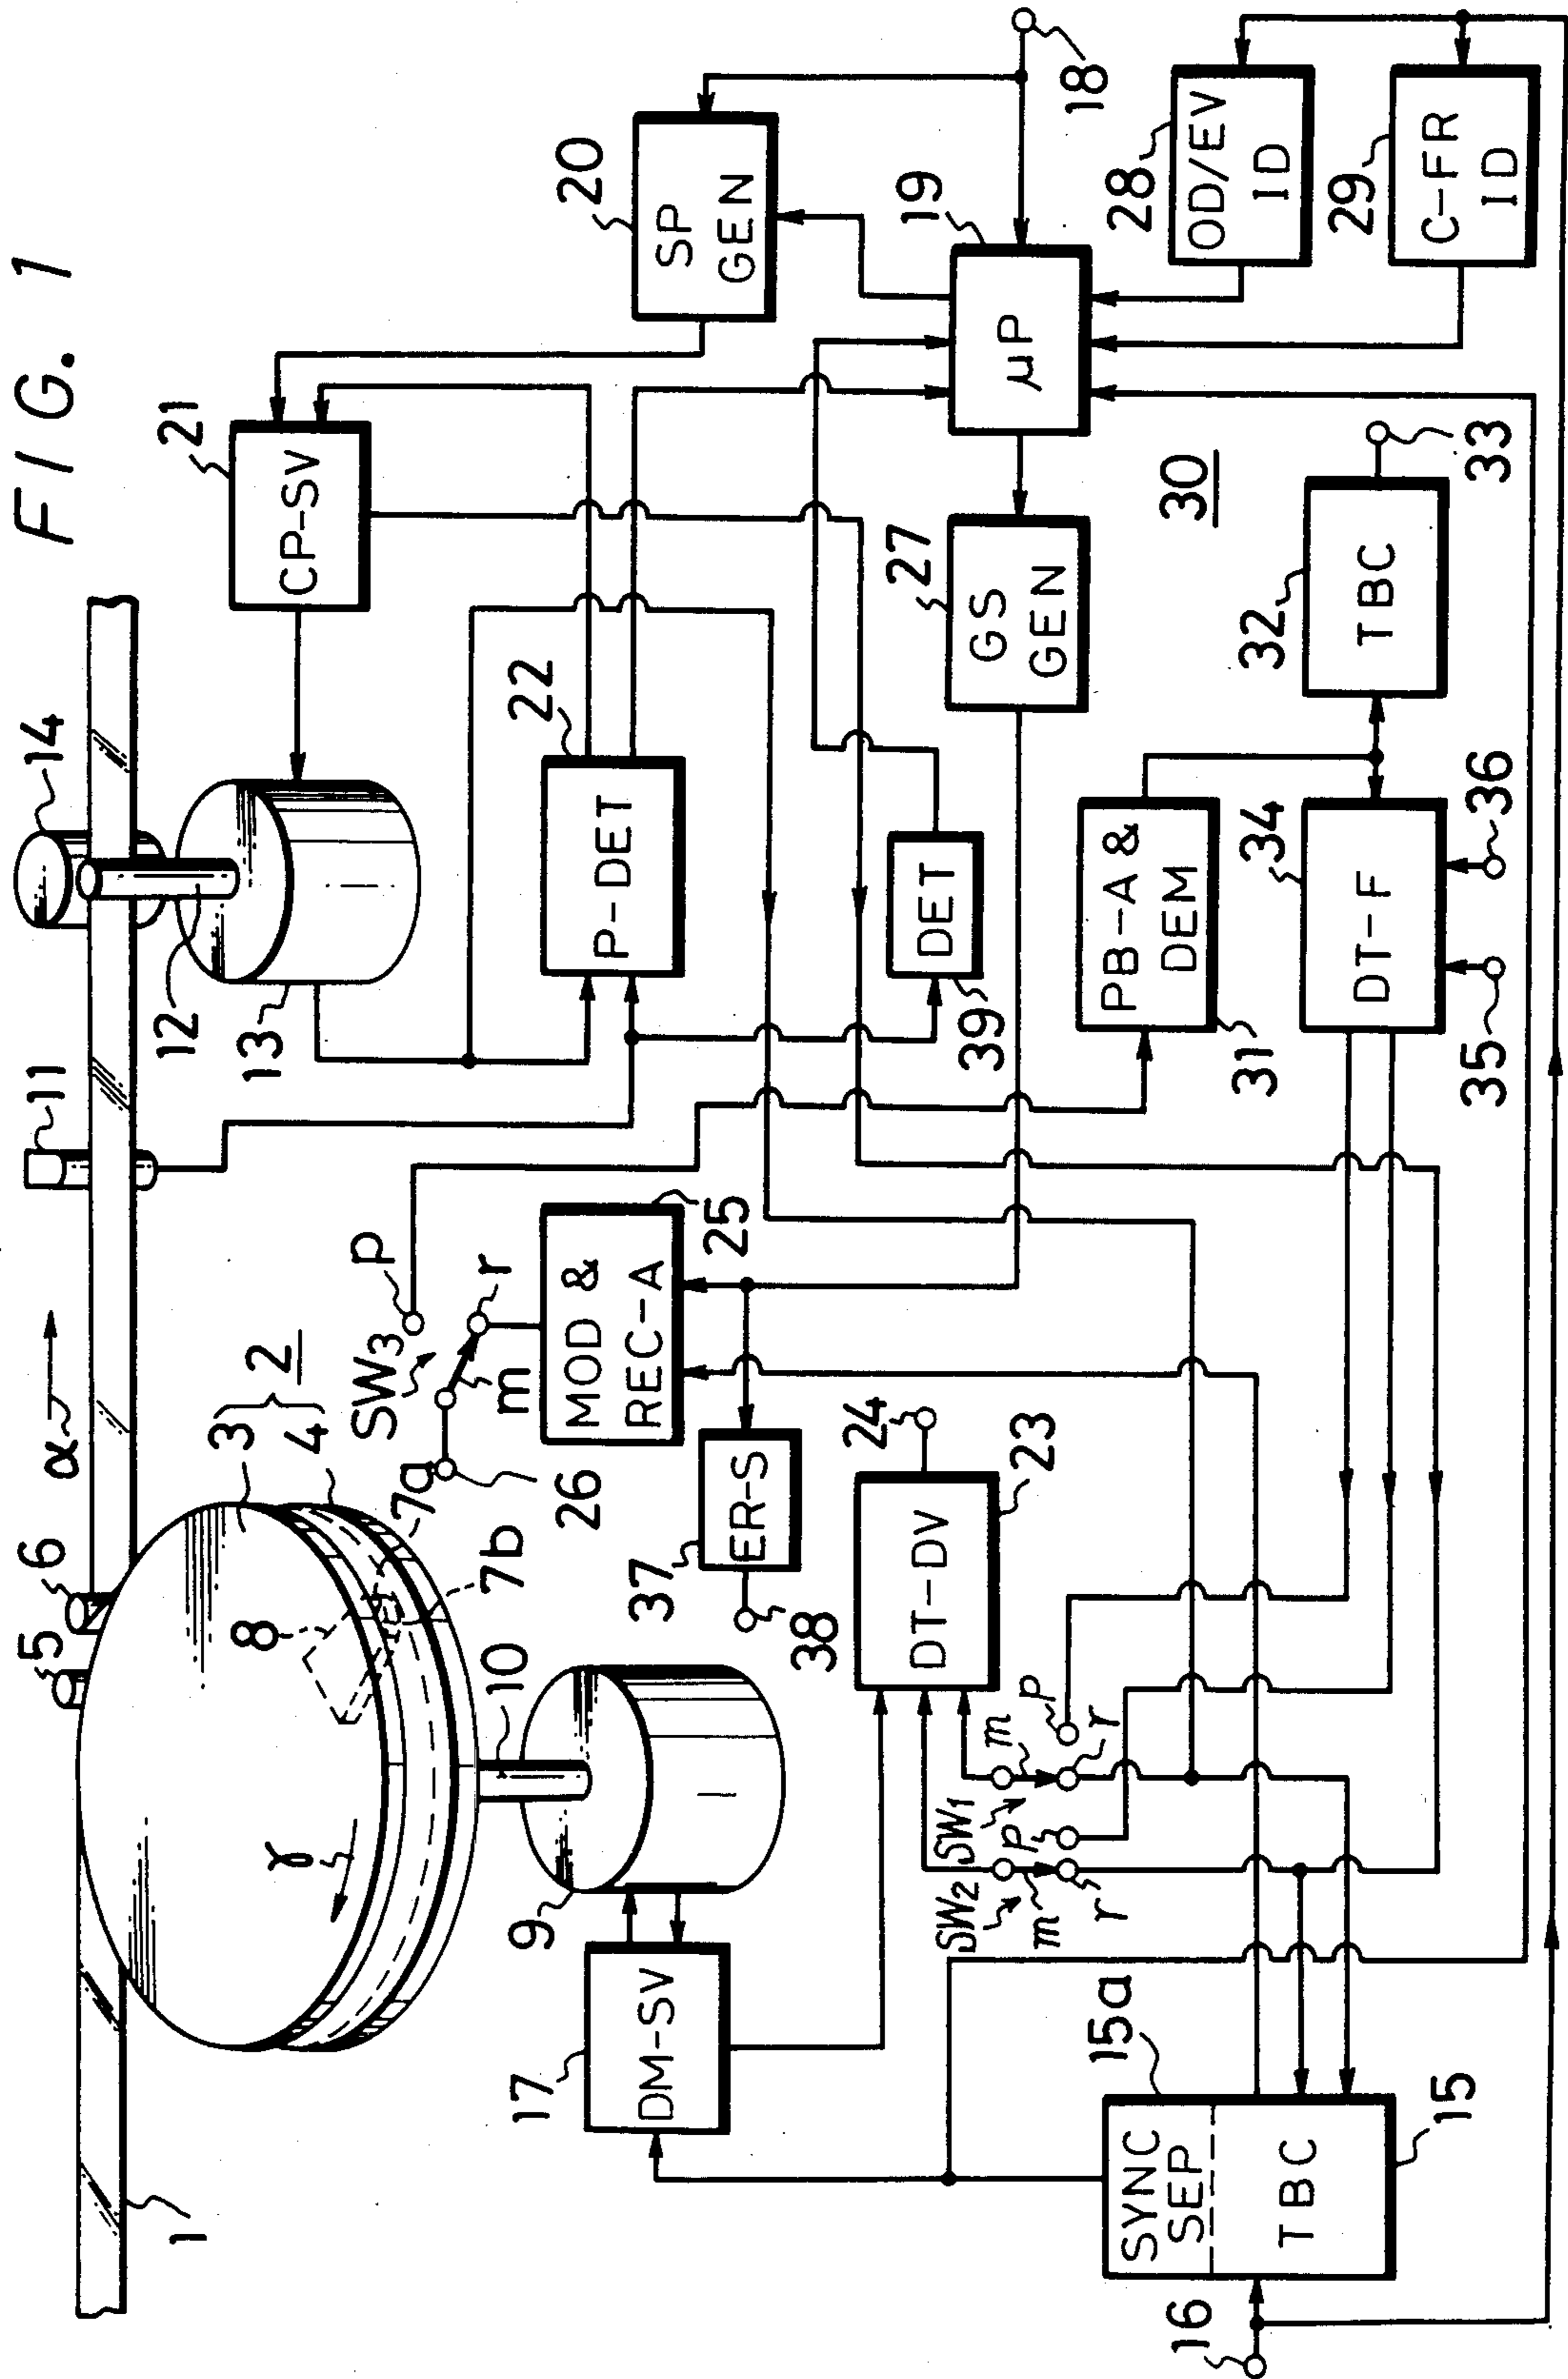 FIG. 1
14
12
13
11
α
2
3
4
6
5
8
7a
7b
10
γ
9
1
21
CP-SV
20
SP
GEN
18
19
μP
28
OD/EV
ID
29
C-FR
ID
22
P-DET
27
GS
GEN
30
33
32
TBC
39
DET
31
PB-A &
DEM
34
DT-F
35
36
SW3
p
r
m
26
25
MOD &
REC-A
37
ER-S
38
24
23
DT-DV
SW1
m
p
r
SW2
m
p
r
17
DM-SV
15a
SYNC
SEP
TBC
15
16